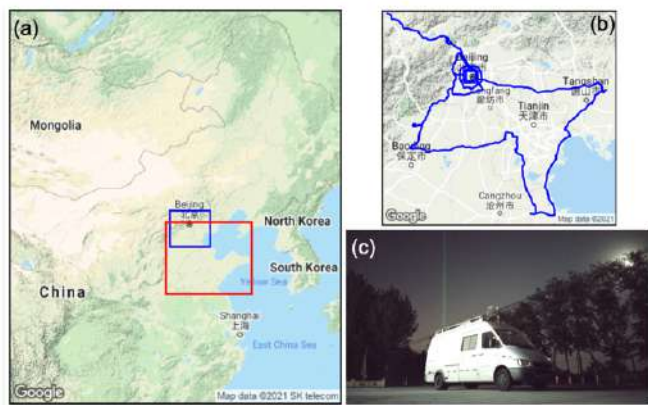 (a)
Mongolia
Beijing
北京
North Korea
South Korea
Yellow Sea
China
Shanghai
上海
East China Sea
Google
Map data ©2021 SK telecom
(b)
Beijing
Tangshan
唐山市
Langfang
廊坊市
Tianjin
天津市
Baoding
保定市
Cangzhou
沧州市
Google
Map data ©2021
(c)